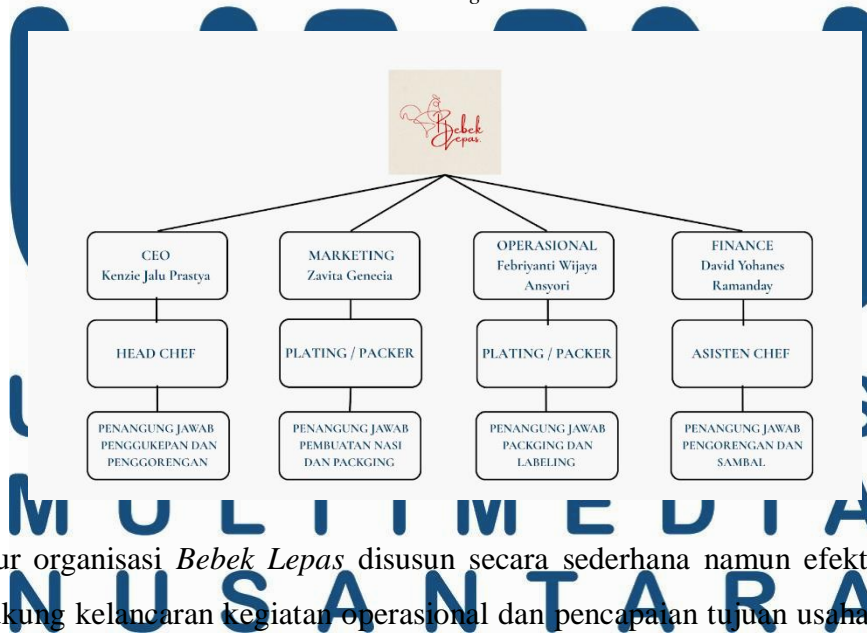 Bebek
Lepas.
CEO
Kenzie Jalu Prastya
MARKETING
Zavita Genecia
OPERASIONAL
Febriyanti Wijaya
Ansyori
FINANCE
David Yohanes
Ramanday
HEAD CHEF
PLATING / PACKER
PLATING / PACKER
ASISTEN CHEF
PENANGUNG JAWAB
PENGGUKEPAN DAN
PENGGORENGAN
PENANGUNG JAWAB
PEMBUATAN NASI
DAN PACKGING
PENANGUNG JAWAB
PACKGING DAN
LABELING
PENANGUNG JAWAB
PENGORENGAN DAN
SAMBAL
MULTIMEDIA
organisasi Bebek Lepas disusun secara sederhana namun
NUSANTARA
kelancaran kegiatan operasional dan pencapaian tujuan usaha